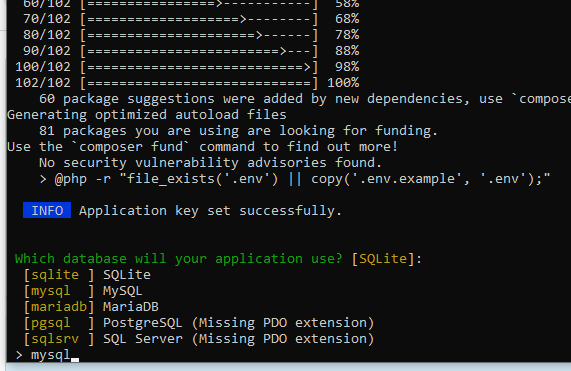 60/102 [================>-----------]  58%
70/102 [===================>--------]  68%
80/102 [=====================>------]  78%
90/102 [========================>---]  88%
100/102 [===========================>]  98%
102/102 [============================] 100%
60 package suggestions were added by new dependencies, use `compose
Generating optimized autoload files
81 packages you are using are looking for funding.
Use the `composer fund` command to find out more!
No security vulnerability advisories found.
> @php -r "file_exists('.env') || copy('.env.example', '.env');"
INFO  Application key set successfully.
Which database will your application use? [SQLite]:
[sqlite ] SQLite
[mysql  ] MySQL
[mariadb] MariaDB
[pgsql  ] PostgreSQL (Missing PDO extension)
[sqlsrv ] SQL Server (Missing PDO extension)
> mysql